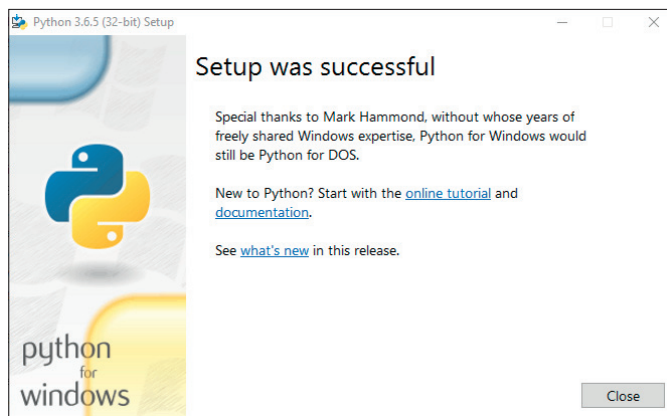 Python 3.6.5 (32-bit) Setup
Setup was successful
Special thanks to Mark Hammond, without whose years of
freely shared Windows expertise, Python for Windows would
still be Python for DOS.
New to Python? Start with the online tutorial and
documentation.
See what's new in this release.
python
for
windows
Close